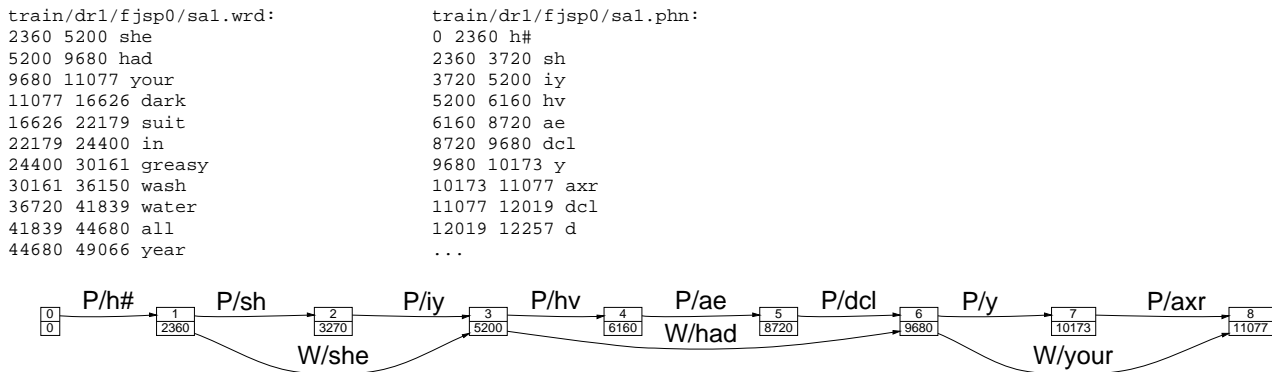 train/dr1/fjsp0/sa1.wrd:
2360 5200 she
5200 9680 had
9680 11077 your
11077 16626 dark
16626 22179 suit
22179 24400 in
24400 30161 greasy
30161 36150 wash
36720 41839 water
41839 44680 all
44680 49066 year
train/dr1/fjsp0/sa1.phn:
0 2360 h#
2360 3720 sh
3720 5200 iy
5200 6160 hv
6160 8720 ae
8720 9680 dcl
9680 10173 y
10173 11077 axr
11077 12019 dcl
12019 12257 d
...
P/h# P/sh P/iy P/hv P/ae P/dcl P/y P/axr
0 1 2 3 4 5 6 7 8
0 2360 3270 5200 6160 8720 9680 10173 11077
W/she W/had W/your